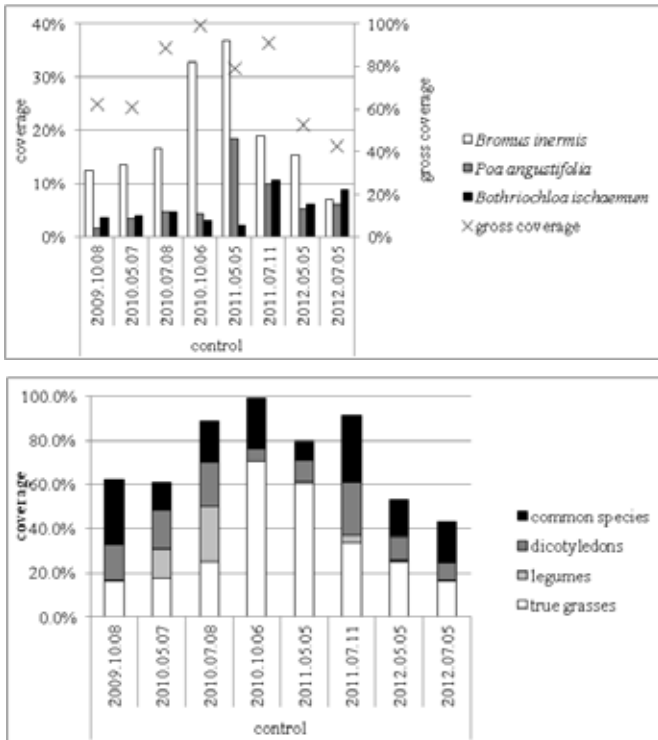 40%
30%
20%
10%
0%
coverage
100%
80%
60%
40%
20%
0%
gross coverage
2009.10.08
2010.05.07
2010.07.08
2010.10.06
2011.05.05
2011.07.11
2012.05.05
2012.07.05
control
Bromus inermis
Poa angustifolia
Bothriochloa ischaemum
gross coverage
100.0%
80.0%
60.0%
40.0%
20.0%
0.0%
coverage
2009.10.08
2010.05.07
2010.07.08
2010.10.06
2011.05.05
2011.07.11
2012.05.05
2012.07.05
control
common species
dicotyledons
legumes
true grasses